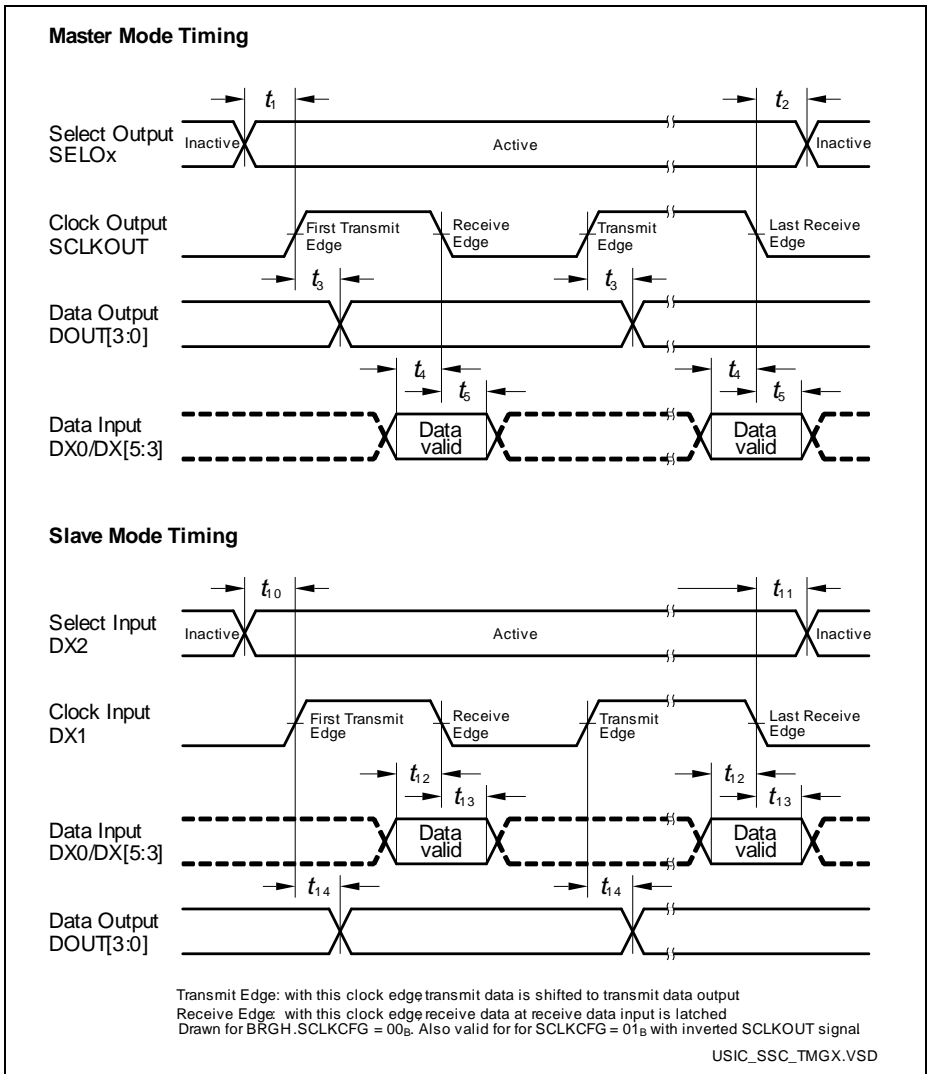 Master Mode Timing
t1
t2
Select Output
SELOx
Inactive
Active
Inactive
Clock Output
SCLKOUT
First Transmit
Edge
Receive
Edge
Transmit
Edge
Last Receive
Edge
t3
t3
Data Output
DOUT[3:0]
t4
t5
t4
t5
Data Input
DX0/DX[5:3]
Data
valid
Data
valid
Slave Mode Timing
t10
t11
Select Input
DX2
Inactive
Active
Inactive
Clock Input
DX1
First Transmit
Edge
Receive
Edge
Transmit
Edge
Last Receive
Edge
t12
t13
t12
t13
Data Input
DX0/DX[5:3]
Data
valid
Data
valid
t14
t14
Data Output
DOUT[3:0]
Transmit Edge: with this clock edge, transmit data is shifted to transmit data output
Receive Edge: with this clock edge, receive data at receive data input is latched
Drawn for BRGH.SCLKCFG = 00B. Also valid for for SCLKCFG = 01B with inverted SCLKOUT signal.
USIC_SSC_TMGX.VSD